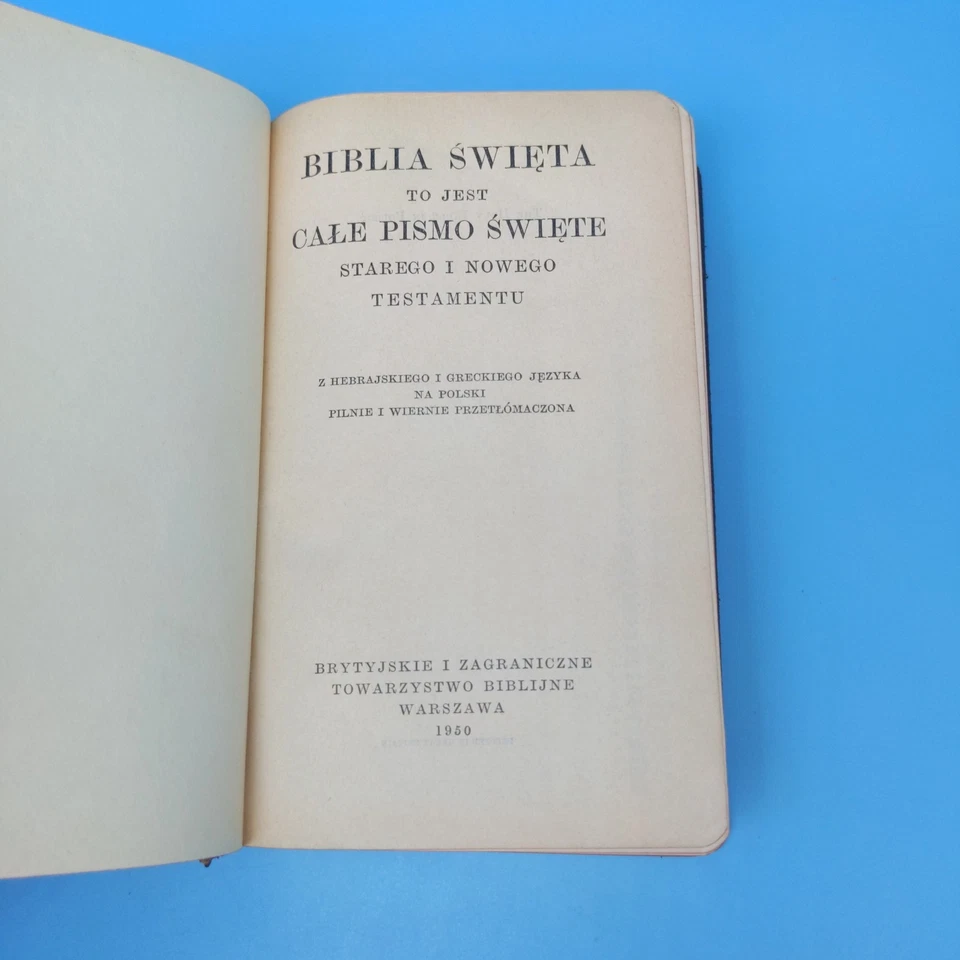 BIBLIA ŚWIĘTA
TO JEST
CAŁE PISMO ŚWIĘTE
STAREGO I NOWEGO
TESTAMENTU
Z HEBRAJSKIEGO I GRECKIEGO JĘZYKA
NA POLSKI
PILNIE I WIERNIE PRZETŁÓMACZONA
BRYTYJSKIE I ZAGRANICZNE
TOWARZYSTWO BIBLIJNE
WARSZAWA
1950